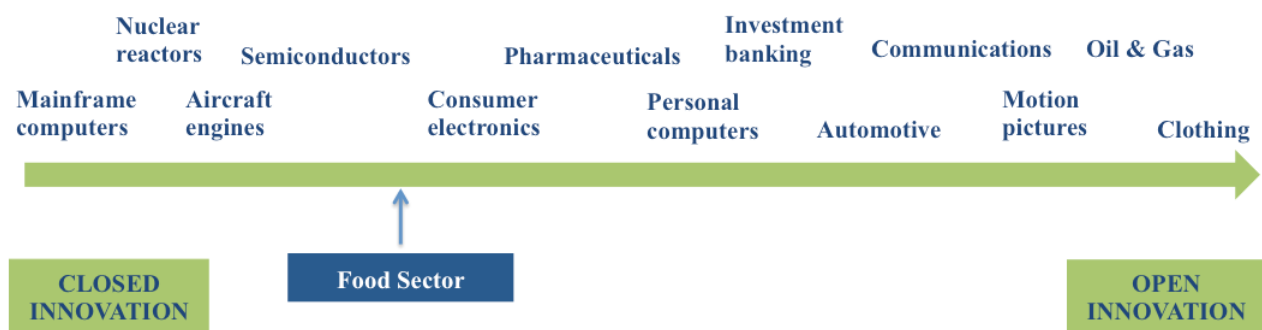 Nuclear
reactors
Semiconductors
Pharmaceuticals
Investment
banking
Communications
Oil & Gas
Mainframe
computers
Aircraft
engines
Consumer
electronics
Personal
computers
Automotive
Motion
pictures
Clothing
Food Sector
CLOSED
INNOVATION
OPEN
INNOVATION